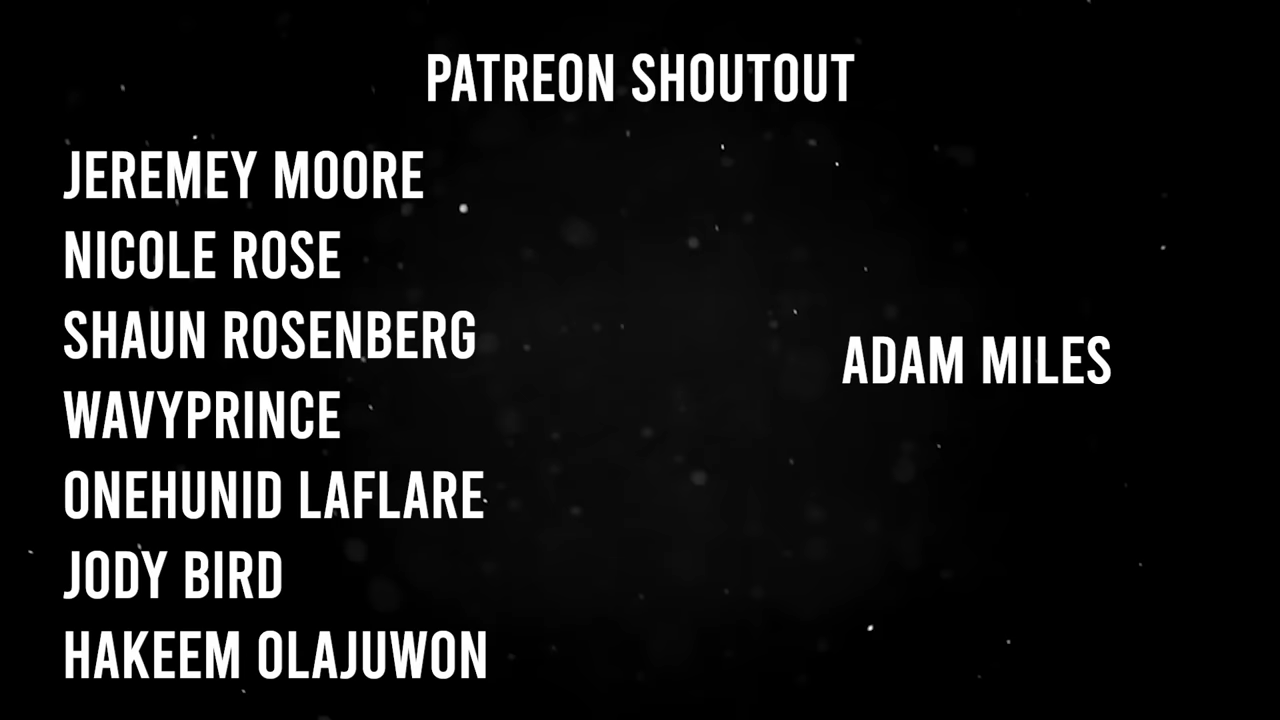 PATREON SHOUTOUT
JEREMEY MOORE
NICOLE ROSE
SHAUN ROSENBERG
WAVYPRINCE
ONEHUNID LAFLARE
JODY BIRD
HAKEEM OLAJUWON
ADAM MILES